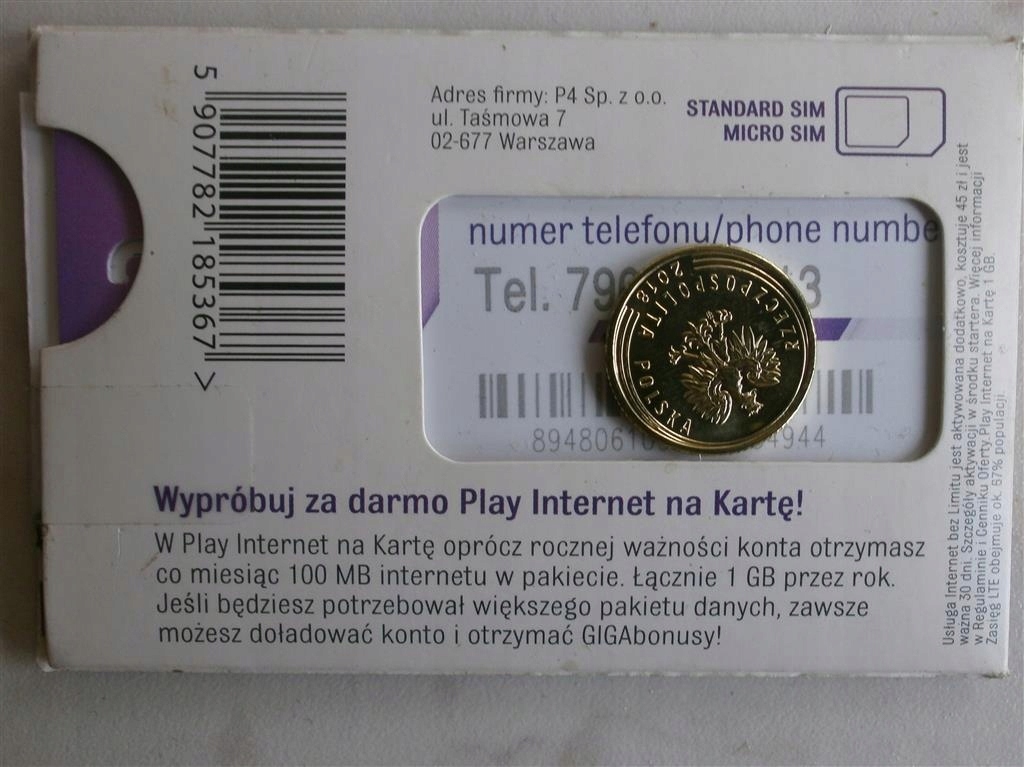 5 907782 185367 >
Adres firmy: P4 Sp. z o.o.
ul. Taśmowa 7
02-677 Warszawa
STANDARD SIM
MICRO SIM
numer telefonu/phone numbe
Tel. 79 3
RZECZPOSPOLITA POLSKA
2018
8948061 4944
Wypróbuj za darmo Play Internet na Kartę!
W Play Internet na Kartę oprócz rocznej ważności konta otrzymasz
co miesiąc 100 MB internetu w pakiecie. Łącznie 1 GB przez rok.
Jeśli będziesz potrzebował większego pakietu danych, zawsze
możesz doładować konto i otrzymać GIGAbonusy!
Usługa Internet bez Limitu jest aktywowana dodatkowo, kosztuje 45 zł i jest
ważna 30 dni. Szczegóły aktywacji w środku startera. Więcej informacji
w Regulaminie i Cenniku Oferty Play Internet na Kartę 1 GB.
Zasięg LTE obejmuje ok. 67% populacji.